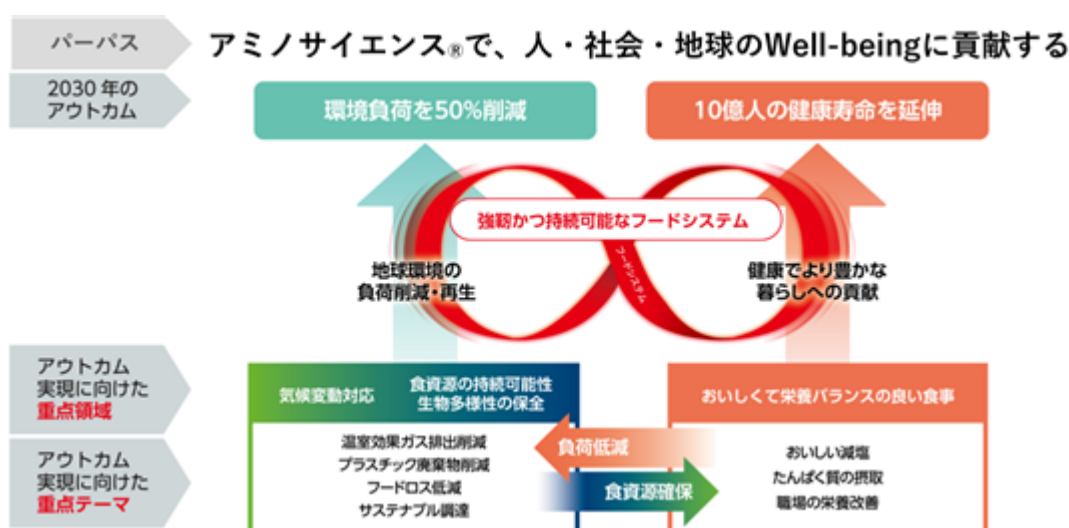 パーパス
アミノサイエンス®で、人・社会・地球のWell-beingに貢献する
2030年の
アウトカム
環境負荷を50%削減
10億人の健康寿命を延伸
強靭かつ持続可能なフードシステム
フードシステム
地球環境の
負荷削減・再生
健康でより豊かな
暮らしへの貢献
アウトカム
実現に向けた
重点領域
気候変動対応
食資源の持続可能性
生物多様性の保全
おいしくて栄養バランスの良い食事
アウトカム
実現に向けた
重点テーマ
温室効果ガス排出削減
プラスチック廃棄物削減
フードロス低減
サステナブル調達
負荷低減
食資源確保
おいしい減塩
たんぱく質の摂取
職場の栄養改善